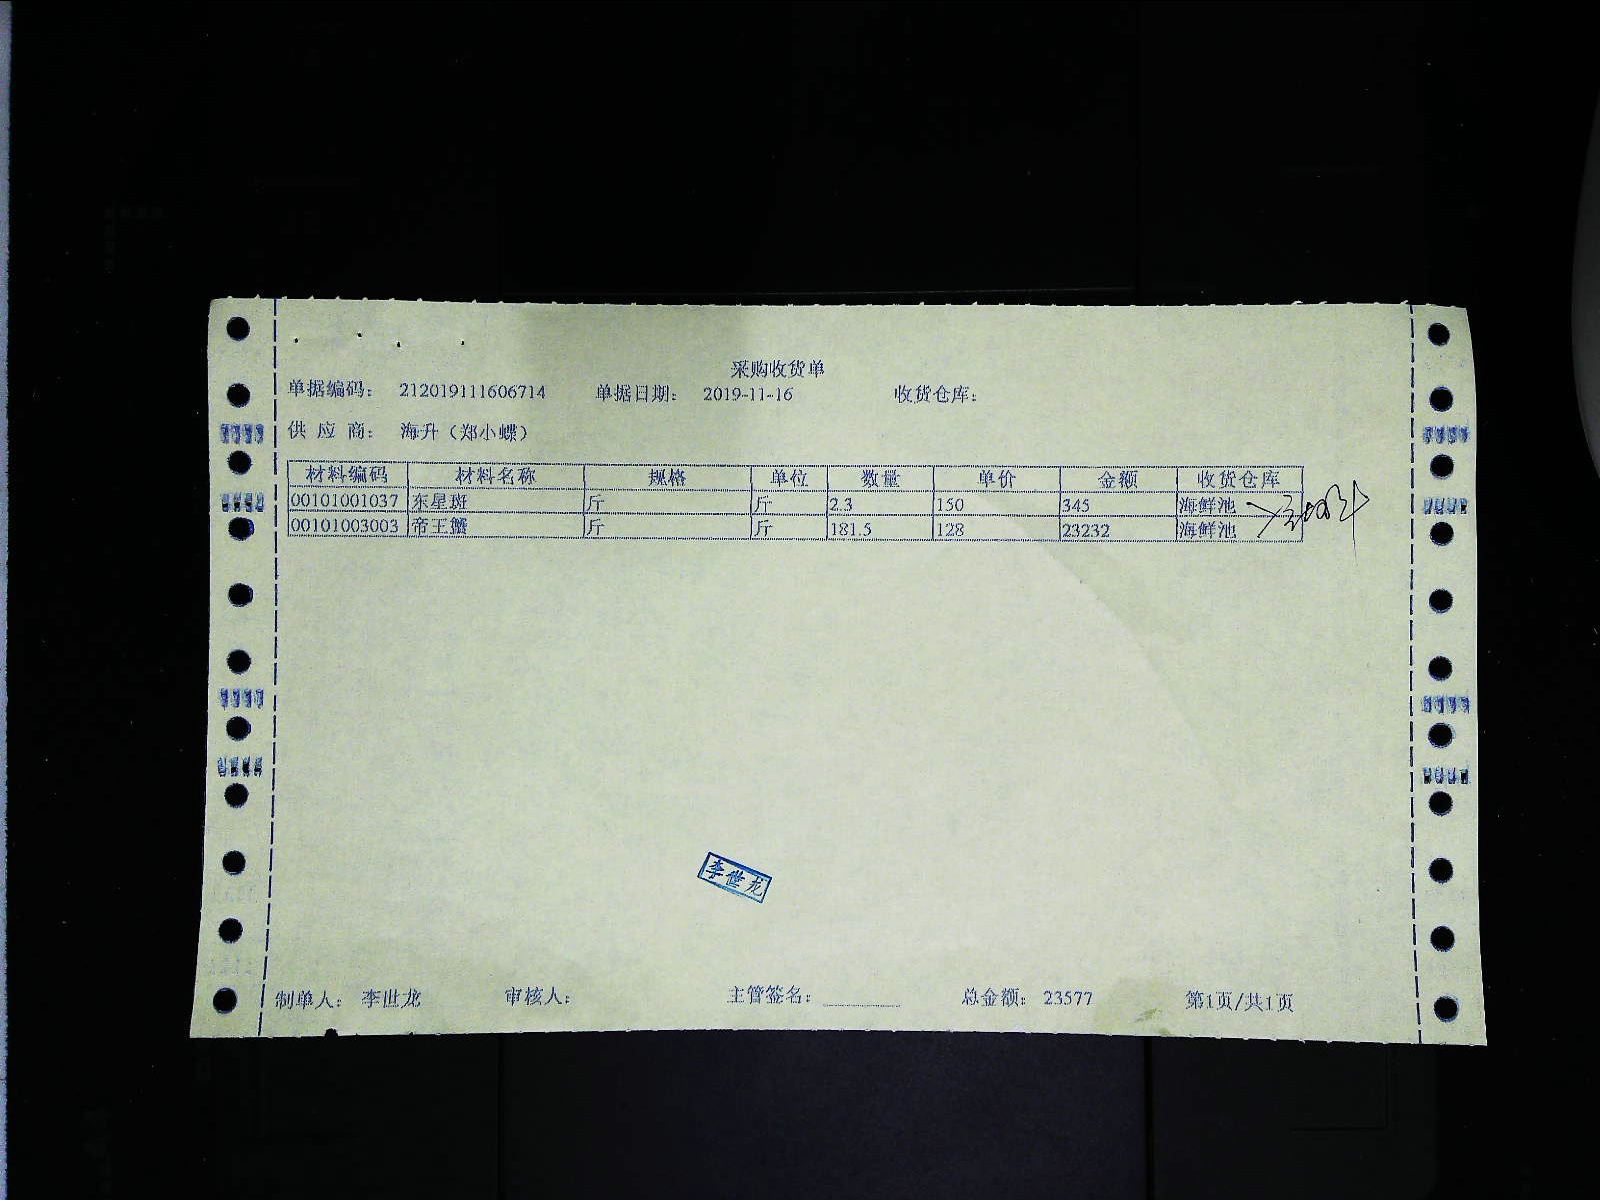 采购收货单
单据编码： 212019111606714 单据日期： 2019-11-16 收货仓库：
供 应 商： 海升（郑小蝶）
材料编码 材料名称 规格 单位 数量 单价 金额 收货仓库
00101001037 东星斑 斤 斤 2.3 150 345 海鲜池
00101003003 帝王蟹 斤 斤 181.5 128 23232 海鲜池
李世龙
制单人： 李世龙 审核人： 主管签名： 总金额： 23577 第1页/共1页